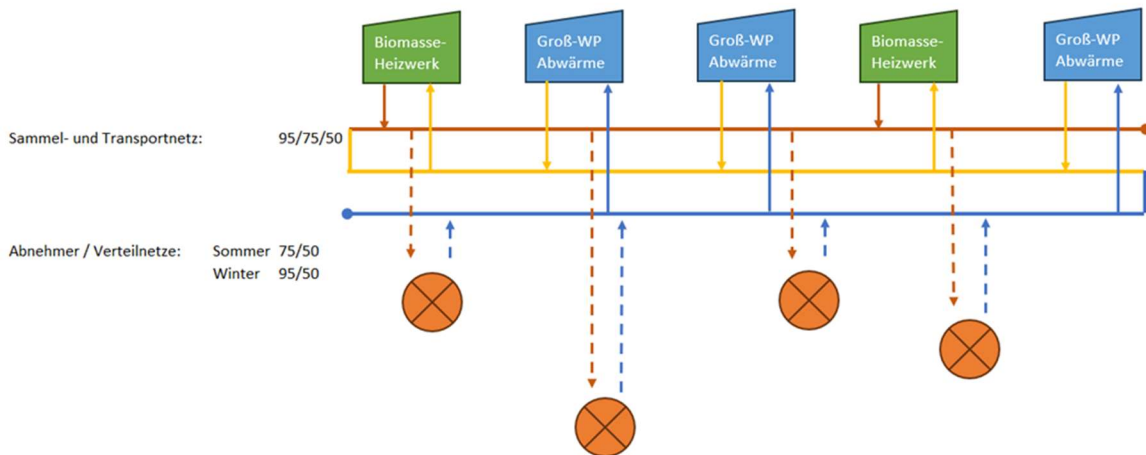 Biomasse-
Heizwerk
Groß-WP
Abwärme
Groß-WP
Abwärme
Biomasse-
Heizwerk
Groß-WP
Abwärme
Sammel- und Transportnetz: 95/75/50
Abnehmer / Verteilnetze: Sommer 75/50
Winter 95/50